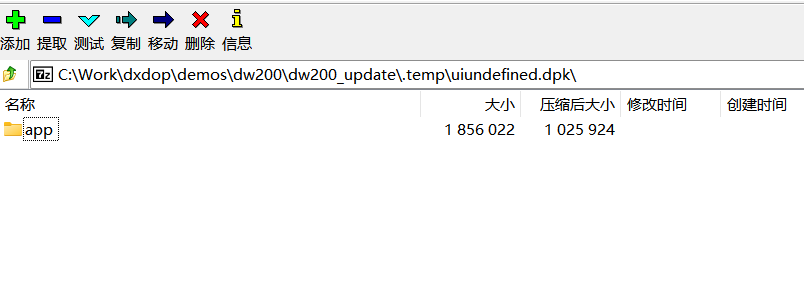 添加 提取 测试 复制 移动 删除 信息
7z C:\Work\dxdop\demos\dw200\dw200_update\.temp\uiundefined.dpk\
名称 大小 压缩后大小 修改时间 创建时间
app 1 856 022 1 025 924